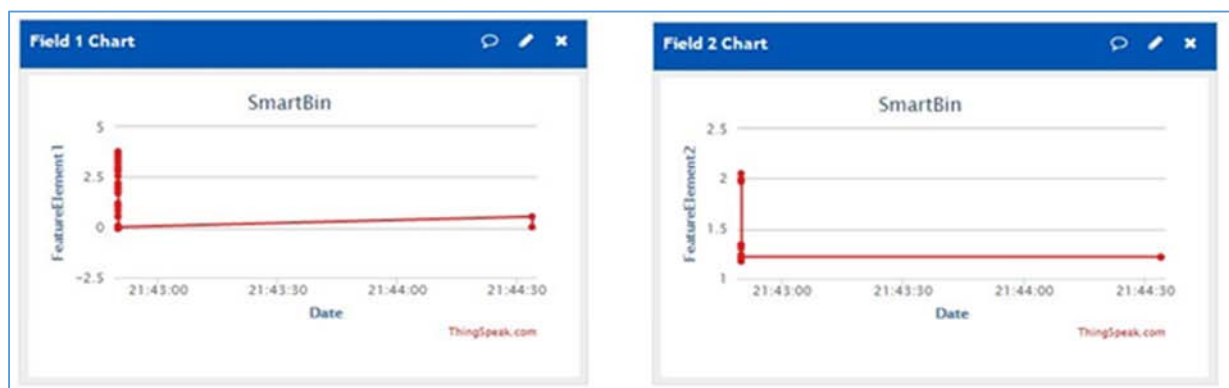 Field 1 Chart
SmartBin
FeatureElement1
5
2.5
0
-2.5
21:43:00 21:43:30 21:44:00 21:44:30
Date
ThingSpeak.com
Field 2 Chart
SmartBin
FeatureElement2
2.5
2
1.5
1
21:43:00 21:43:30 21:44:00 21:44:30
Date
ThingSpeak.com